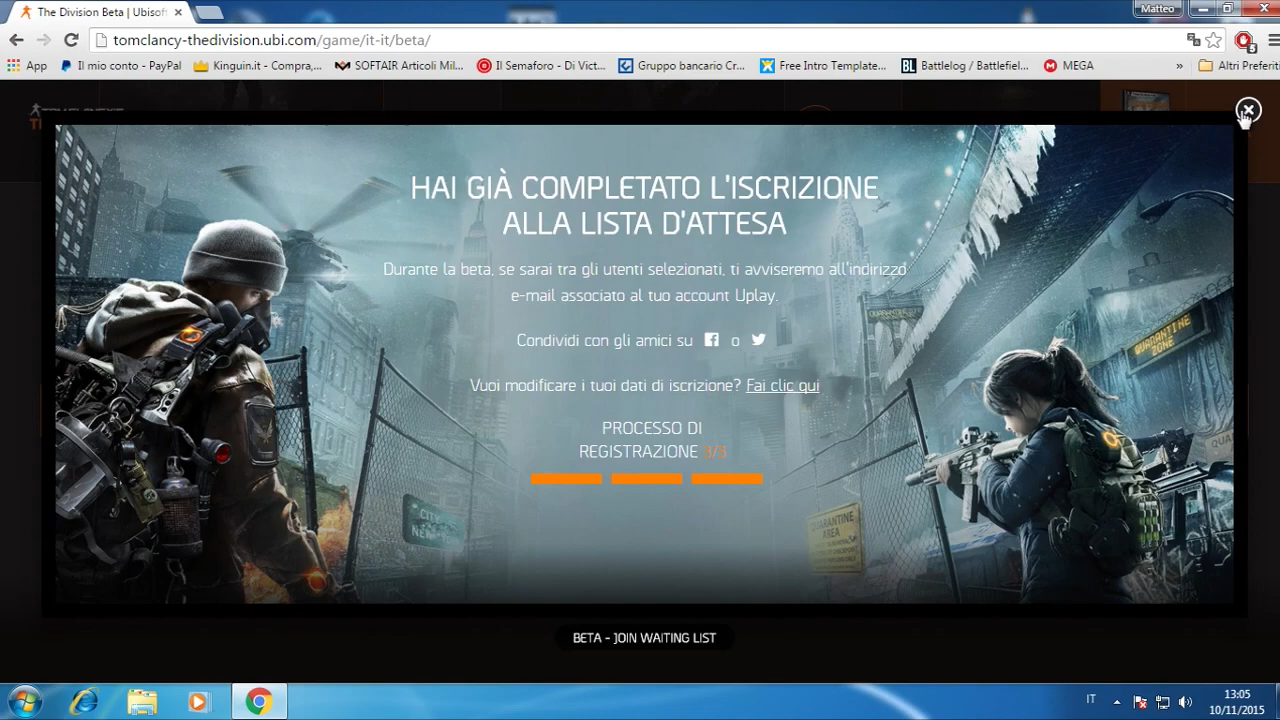 The Division Beta | Ubisoft
Matteo
tomclancy-thedivision.ubi.com/game/it-it/beta/
5
App
Il mio conto - PayPal
Kinguin.it - Compra,...
SOFTAIR Articoli Mil...
Il Semaforo - Di Vict...
Gruppo bancario Cr...
Free Intro Template...
BL Battlelog / Battlefiel...
M MEGA
»
Altri Preferiti
HAI GIÀ COMPLETATO L'ISCRIZIONE
ALLA LISTA D'ATTESA
Durante la beta, se sarai tra gli utenti selezionati, ti avviseremo all'indirizzo
e-mail associato al tuo account Uplay.
Condividi con gli amici su o
Vuoi modificare i tuoi dati di iscrizione? Fai clic qui
PROCESSO DI
REGISTRAZIONE 3/3
QUARANTINE
ZONE
QUARANTINE
AREA
CITY
BETA - JOIN WAITING LIST
IT
13:05
10/11/2015